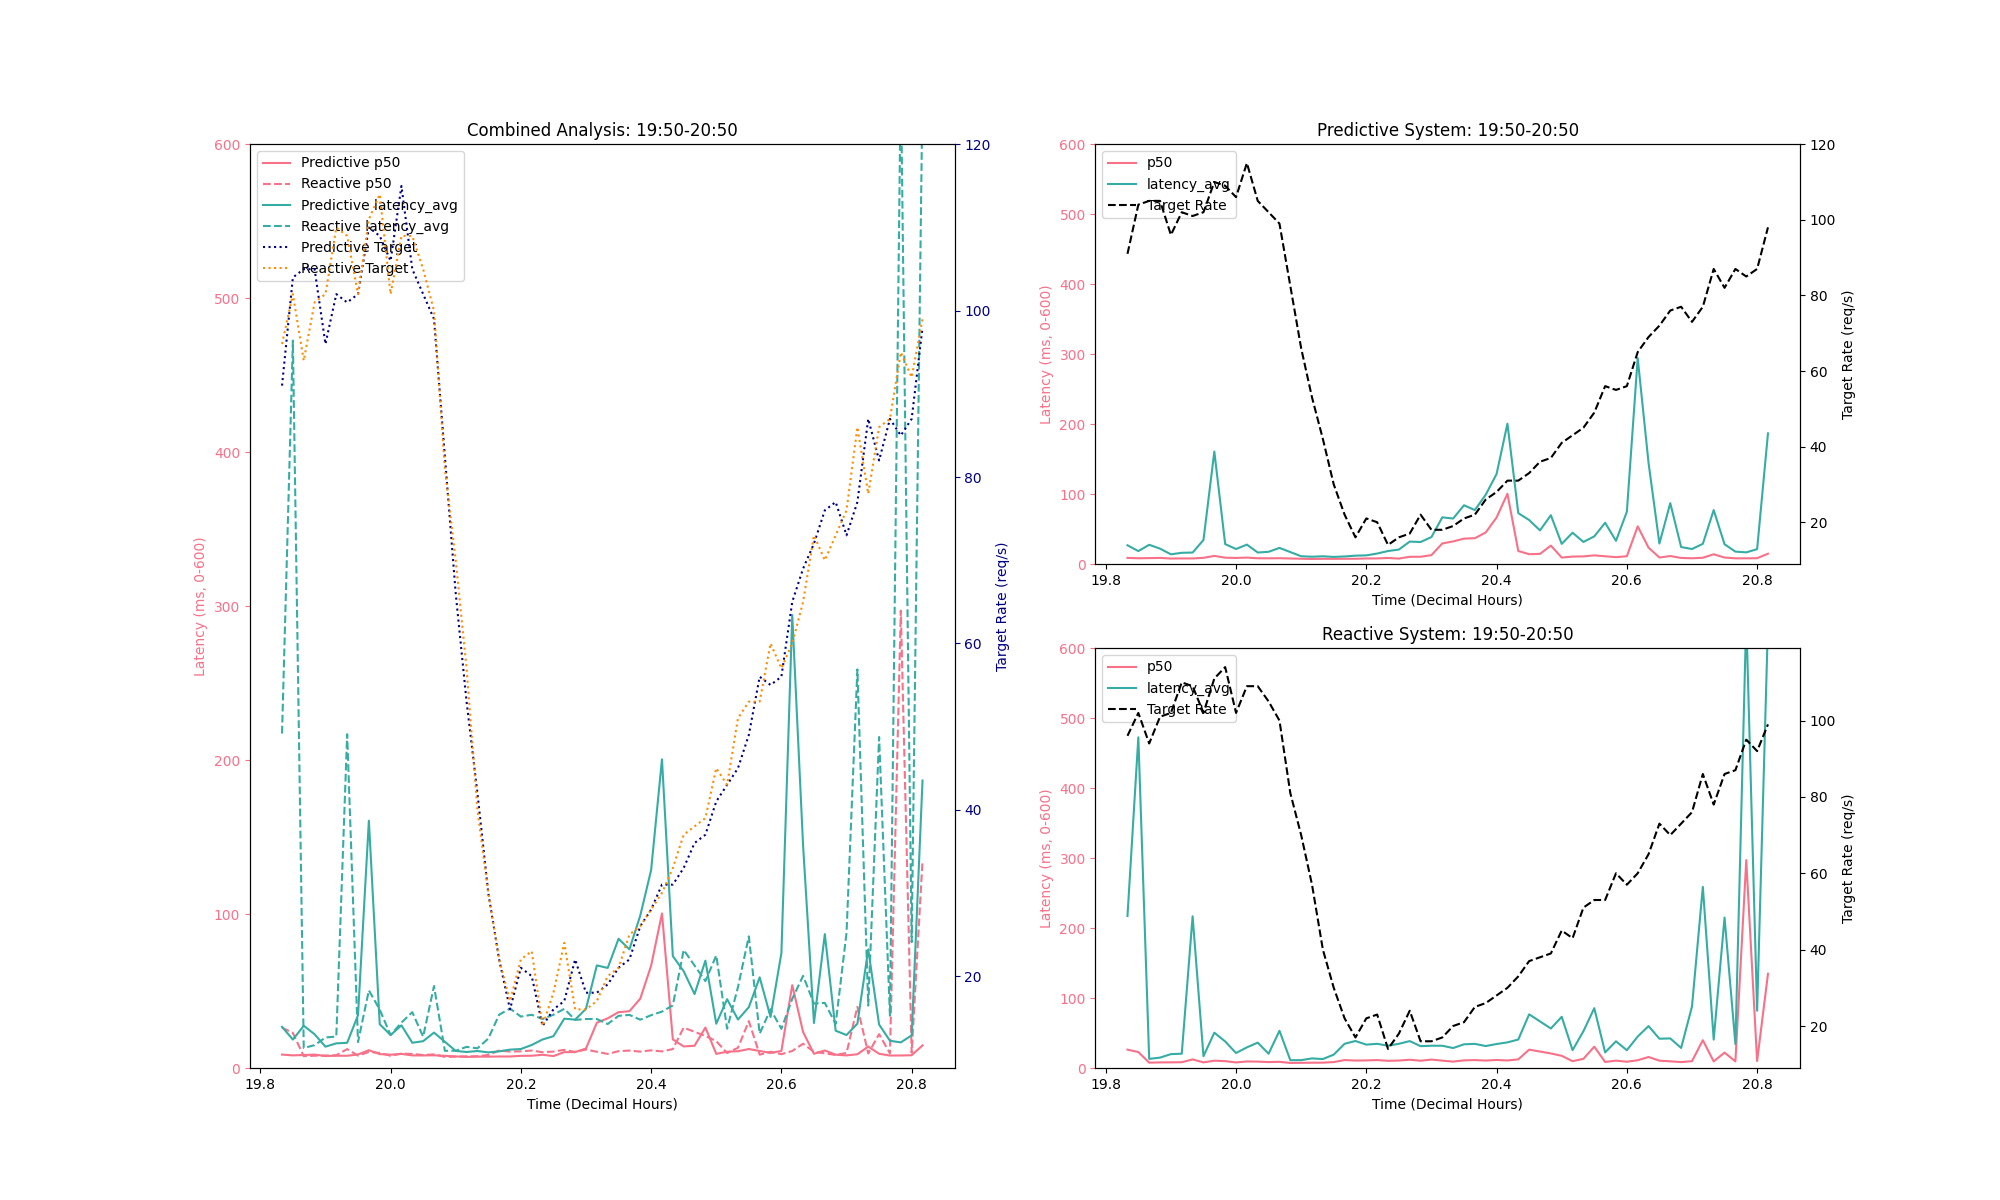 Combined Analysis: 19:50-20:50
600
500
400
300
200
100
0
Latency (ms, 0-600)
Predictive p50
Reactive p50
Predictive latency_avg
Reactive latency_avg
Predictive Target
Reactive Target
120
100
80
60
40
20
Target Rate (req/s)
19.8 20.0 20.2 20.4 20.6 20.8
Time (Decimal Hours)
Predictive System: 19:50-20:50
600
500
400
300
200
100
0
Latency (ms, 0-600)
p50
latency_avg
Target Rate
120
100
80
60
40
20
Target Rate (req/s)
19.8 20.0 20.2 20.4 20.6 20.8
Time (Decimal Hours)
Reactive System: 19:50-20:50
600
500
400
300
200
100
0
Latency (ms, 0-600)
p50
latency_avg
Target Rate
100
80
60
40
20
Target Rate (req/s)
19.8 20.0 20.2 20.4 20.6 20.8
Time (Decimal Hours)